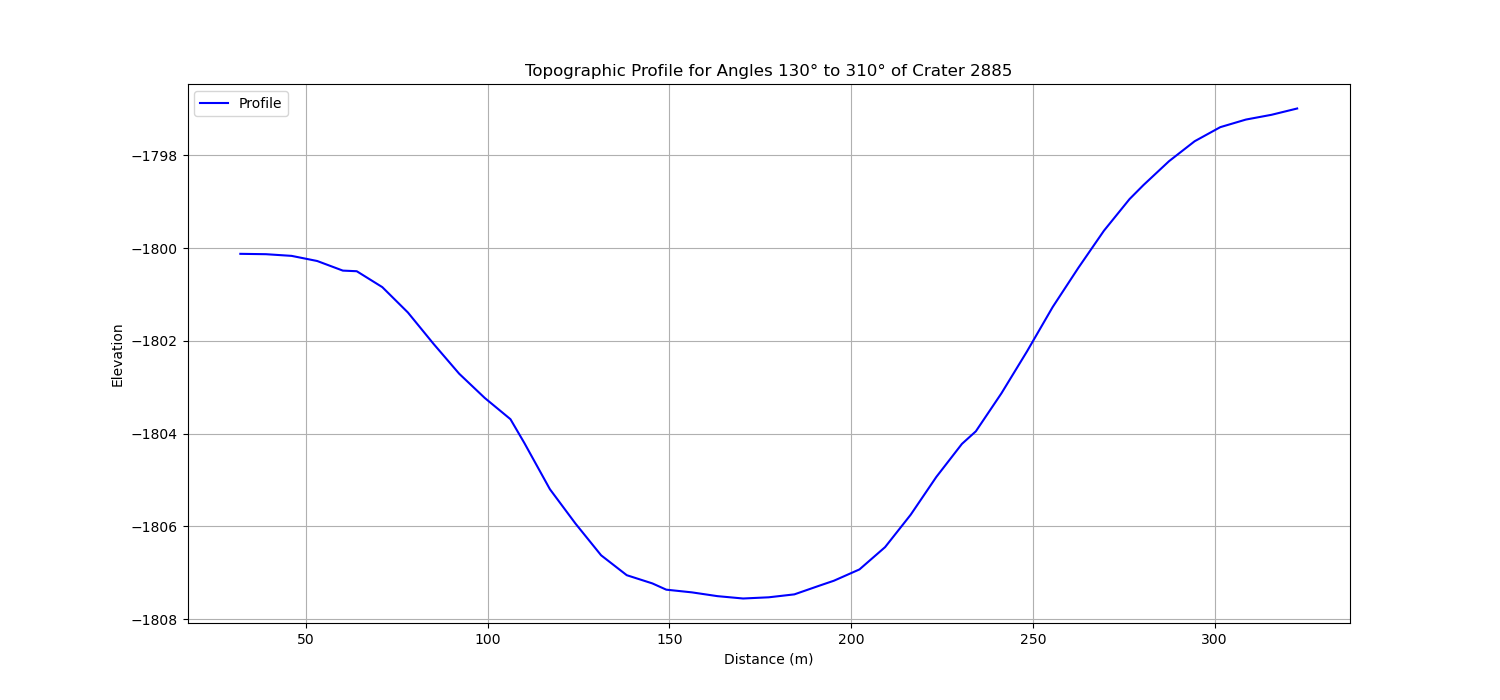 Topographic Profile for Angles 130° to 310° of Crater 2885
Profile
−1798
−1800
−1802
−1804
−1806
−1808
Elevation
50 100 150 200 250 300
Distance (m)